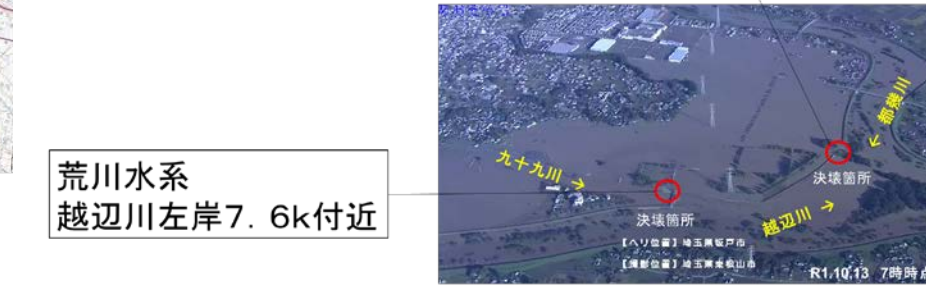 荒川水系
越辺川左岸7.6k付近
都幾川
九十九川
決壊箇所
決壊箇所
越辺川
【ヘリ位置】埼玉県坂戸市
【撮影位置】埼玉県東松山市
R1.10.13 7時時点